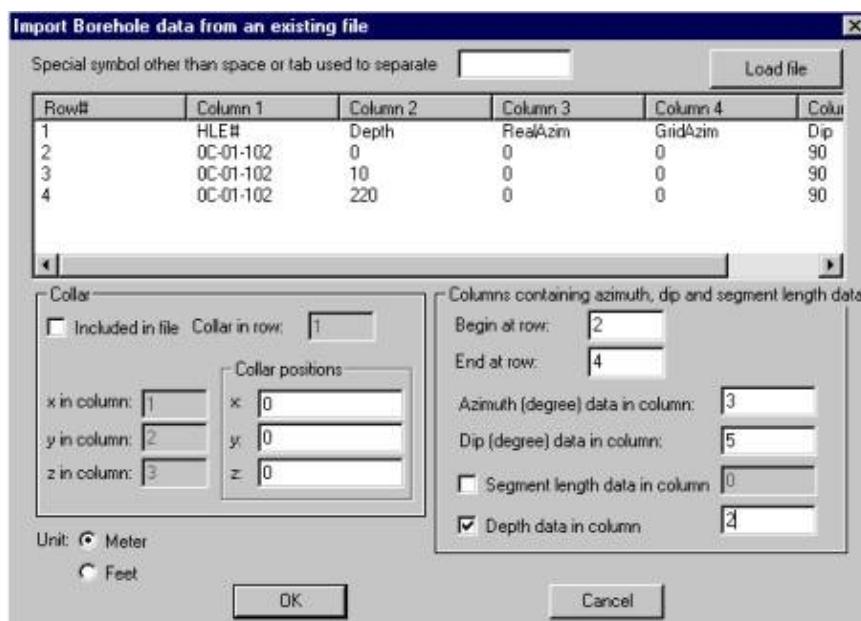 Import Borehole data from an existing file
Special symbol other than space or tab used to separate
Load file
Row# Column 1 Column 2 Column 3 Column 4 Colu
1 HLE# Depth RealAzim GridAzim Dip
2 0C-01-102 0 0 0 90
3 0C-01-102 10 0 0 90
4 0C-01-102 220 0 0 90
Collar
Included in file Collar in row: 1
Collar positions
x in column: 1 x: 0
y in column: 2 y: 0
z in column: 3 z: 0
Unit: Meter
Feet
Columns containing azimuth, dip and segment length data
Begin at row: 2
End at row: 4
Azimuth (degree) data in column: 3
Dip (degree) data in column: 5
Segment length data in column 0
Depth data in column 2
OK Cancel